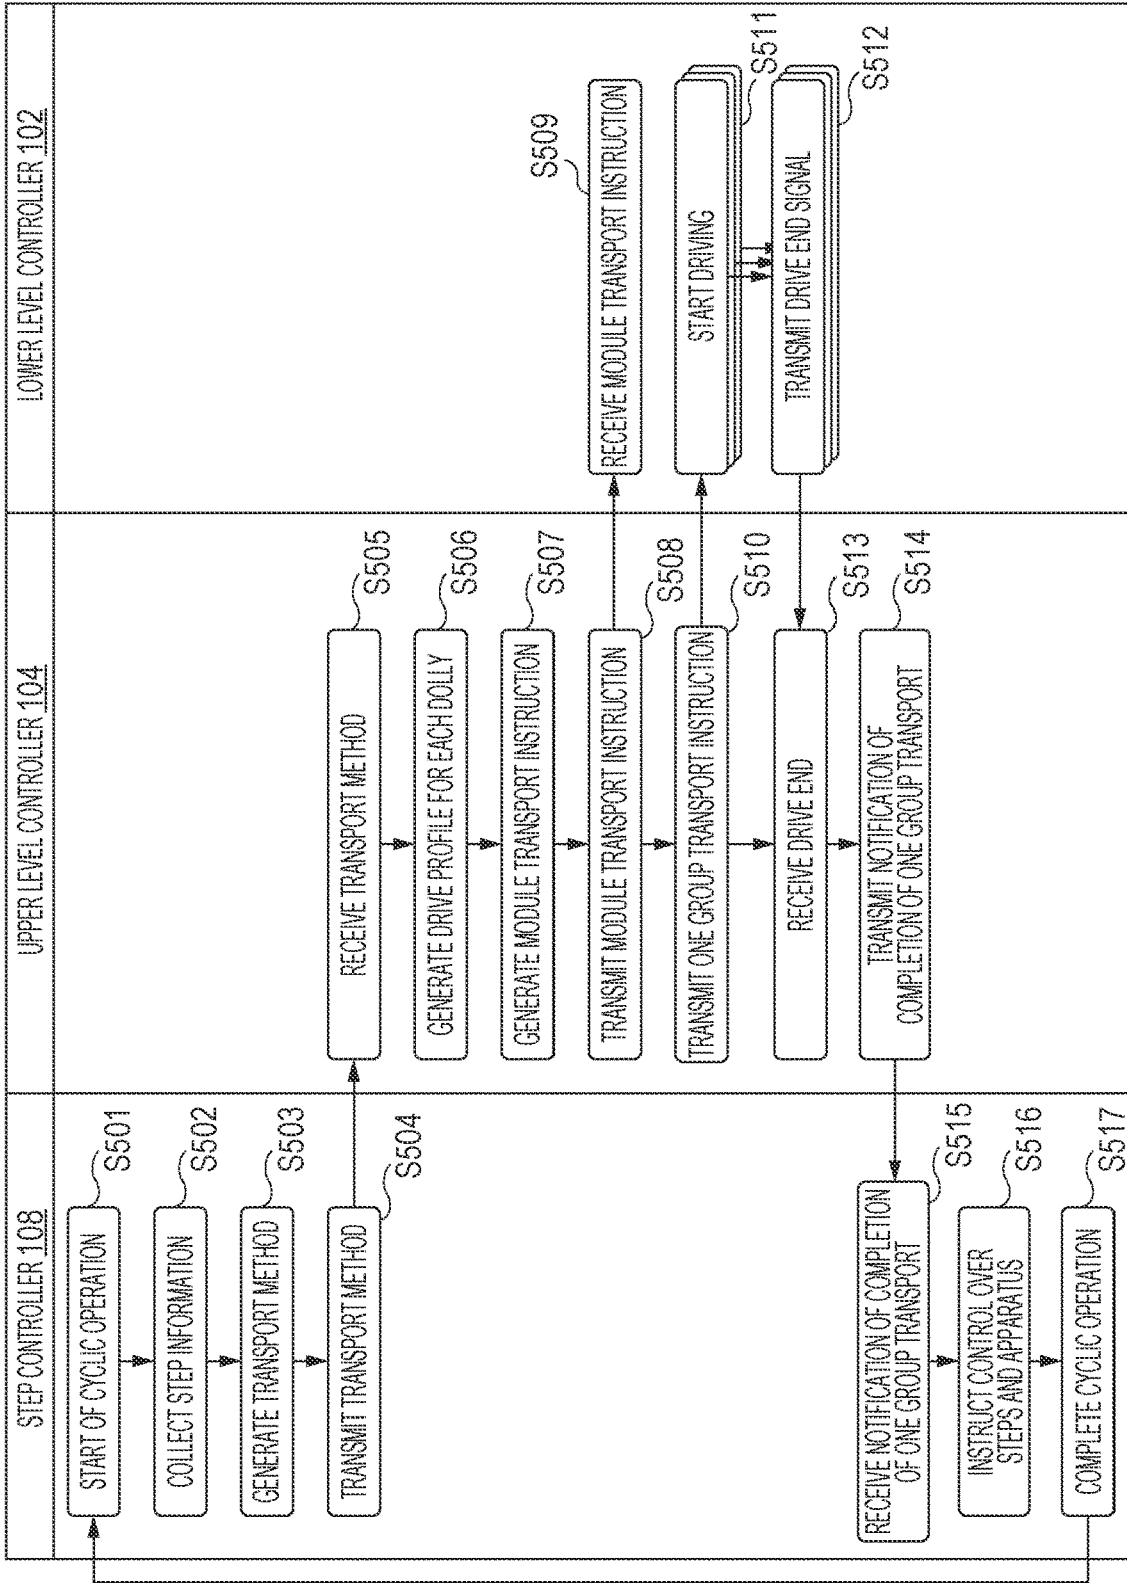 STEP CONTROLLER 108
START OF CYCLIC OPERATION
S501
COLLECT STEP INFORMATION
S502
GENERATE TRANSPORT METHOD
S503
TRANSMIT TRANSPORT METHOD
S504
RECEIVE NOTIFICATION OF COMPLETION
OF ONE GROUP TRANSPORT
S515
INSTRUCT CONTROL OVER
STEPS AND APPARATUS
S516
COMPLETE CYCLIC OPERATION
S517
UPPER LEVEL CONTROLLER 104
RECEIVE TRANSPORT METHOD
S505
GENERATE DRIVE PROFILE FOR EACH DOLLY
S506
GENERATE MODULE TRANSPORT INSTRUCTION
S507
TRANSMIT MODULE TRANSPORT INSTRUCTION
S508
TRANSMIT ONE GROUP TRANSPORT INSTRUCTION
S510
RECEIVE DRIVE END
S513
TRANSMIT NOTIFICATION OF
COMPLETION OF ONE GROUP TRANSPORT
S514
LOWER LEVEL CONTROLLER 102
RECEIVE MODULE TRANSPORT INSTRUCTION
S509
START DRIVING
S511
TRANSMIT DRIVE END SIGNAL
S512